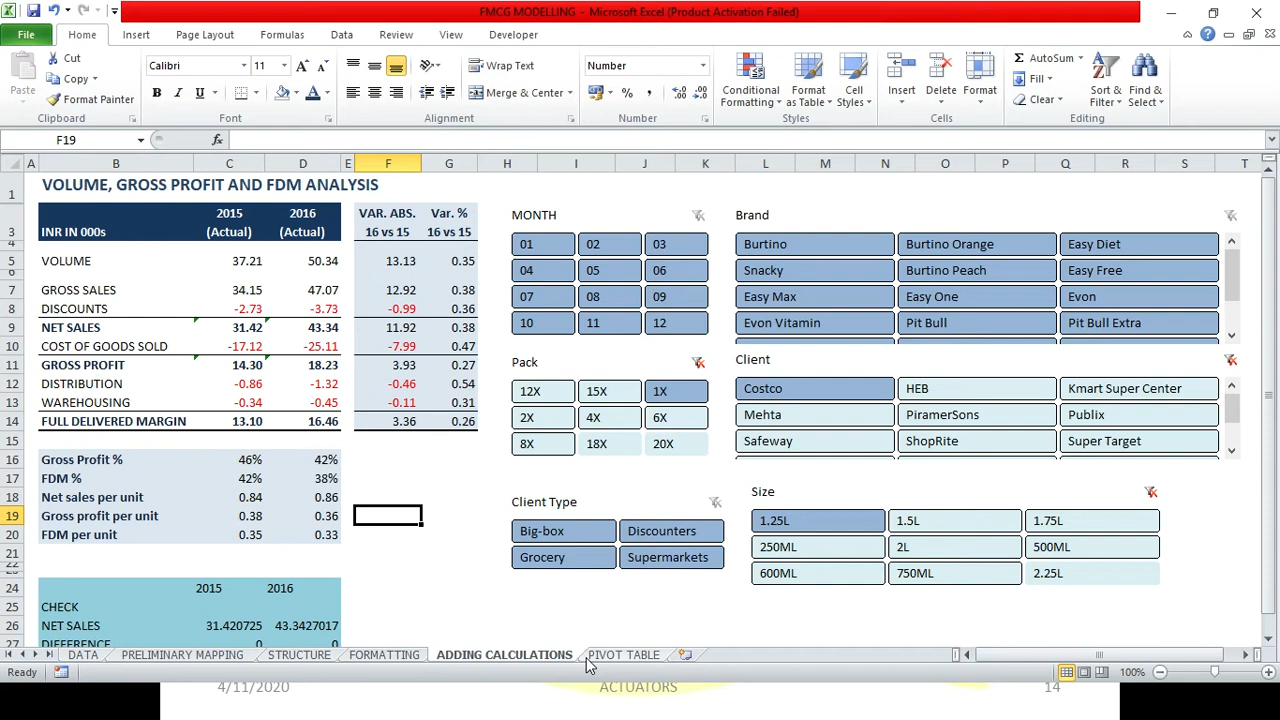 FMCG MODELLING - Microsoft Excel (Product Activation Failed)
File Home Insert Page Layout Formulas Data Review View Developer
Paste
Cut
Copy
Format Painter
Clipboard
Calibri 11
B I U
Font
Wrap Text
Merge & Center
Alignment
Number
%
Number
Conditional Formatting
Format as Table
Cell Styles
Styles
Insert
Delete
Format
Cells
AutoSum
Fill
Clear
Sort & Filter
Find & Select
Editing
F19 fx
A B C D E F G H I J K L M N O P Q R S T
1 VOLUME, GROSS PROFIT AND FDM ANALYSIS
2015 2016 VAR. ABS. Var. %
3 INR IN 000s (Actual) (Actual) 16 vs 15 16 vs 15
4
5 VOLUME 37.21 50.34 13.13 0.35
6
7 GROSS SALES 34.15 47.07 12.92 0.38
8 DISCOUNTS -2.73 -3.73 -0.99 0.36
9 NET SALES 31.42 43.34 11.92 0.38
10 COST OF GOODS SOLD -17.12 -25.11 -7.99 0.47
11 GROSS PROFIT 14.30 18.23 3.93 0.27
12 DISTRIBUTION -0.86 -1.32 -0.46 0.54
13 WAREHOUSING -0.34 -0.45 -0.11 0.31
14 FULL DELIVERED MARGIN 13.10 16.46 3.36 0.26
15
16 Gross Profit % 46% 42%
17 FDM % 42% 38%
18 Net sales per unit 0.84 0.86
19 Gross profit per unit 0.38 0.36
20 FDM per unit 0.35 0.33
21
22
24 2015 2016
25 CHECK
26 NET SALES 31.420725 43.3427017
27 DIFFERENCE 0 0
MONTH
01 02 03
04 05 06
07 08 09
10 11 12
Brand
Burtino Burtino Orange Easy Diet
Snacky Burtino Peach Easy Free
Easy Max Easy One Evon
Evon Vitamin Pit Bull Pit Bull Extra
Pack
12X 15X 1X
2X 4X 6X
8X 18X 20X
Client
Costco HEB Kmart Super Center
Mehta PiramerSons Publix
Safeway ShopRite Super Target
Client Type
Big-box Discounters
Grocery Supermarkets
Size
1.25L 1.5L 1.75L
250ML 2L 500ML
600ML 750ML 2.25L
DATA PRELIMINARY MAPPING STRUCTURE FORMATTING ADDING CALCULATIONS PIVOT TABLE
Ready 100%
4/11/2020 ACTUATORS 14